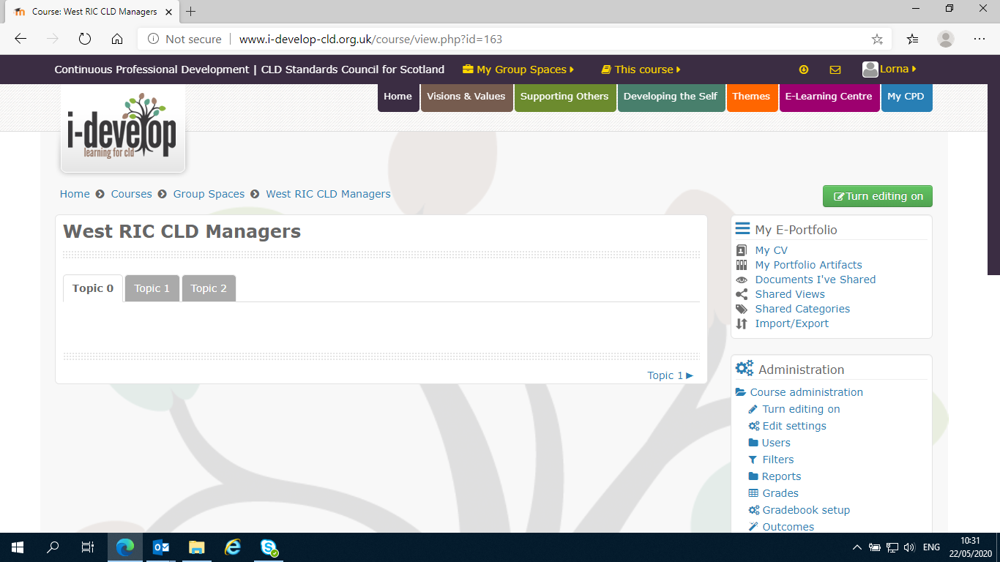 Course: West RIC CLD Managers
Not secure www.i-develop-cld.org.uk/course/view.php?id=163
Continuous Professional Development | CLD Standards Council for Scotland My Group Spaces This course Lorna
Home Visions & Values Supporting Others Developing the Self Themes E-Learning Centre My CPD
i-develop
learning for cld
Home Courses Group Spaces West RIC CLD Managers
Turn editing on
West RIC CLD Managers
Topic 0 Topic 1 Topic 2
Topic 1
My E-Portfolio
My CV
My Portfolio Artifacts
Documents I've Shared
Shared Views
Shared Categories
Import/Export
Administration
Course administration
Turn editing on
Edit settings
Users
Filters
Reports
Grades
Gradebook setup
Outcomes
ENG
10:31
22/05/2020